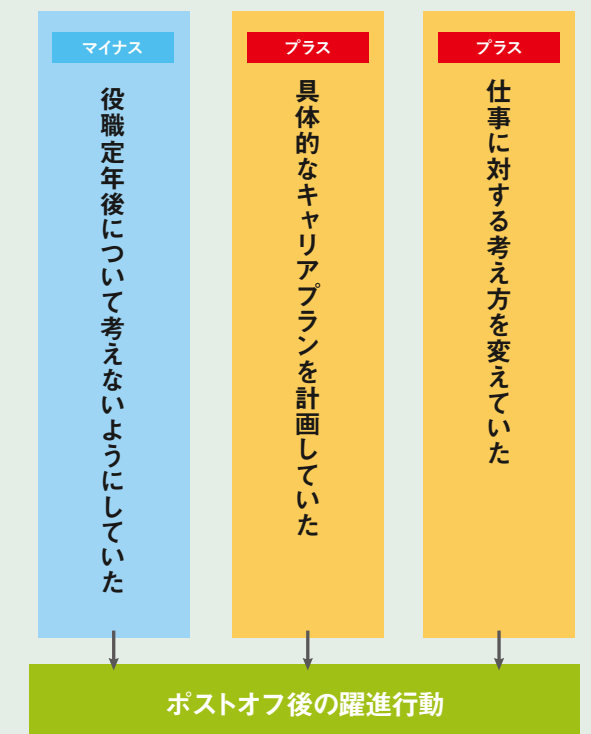 マイナス
役職定年後について考えないようにしていた
プラス
具体的なキャリアプランを計画していた
プラス
仕事に対する考え方を変えていた
ポストオフ後の躍進行動